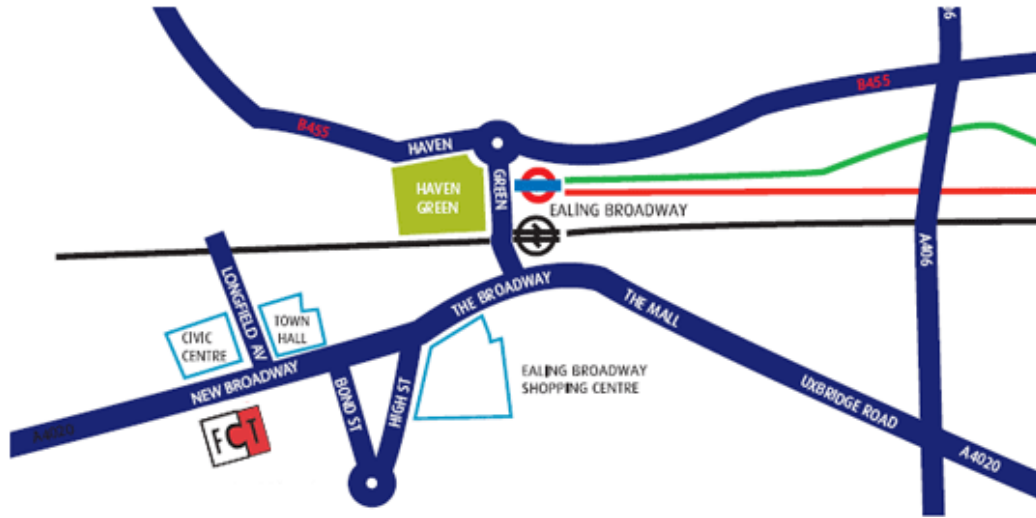 06
B455
B455
HAVEN
GREEN
HAVEN
GREEN
EALING BROADWAY
A406
LONGFIELD AV
THE BROADWAY
THE MALL
CIVIC
CENTRE
TOWN
HALL
NEW BROADWAY
BOND ST
HIGH ST
EALING BROADWAY
SHOPPING CENTRE
UXBRIDGE ROAD
FCT
A4020
A4020